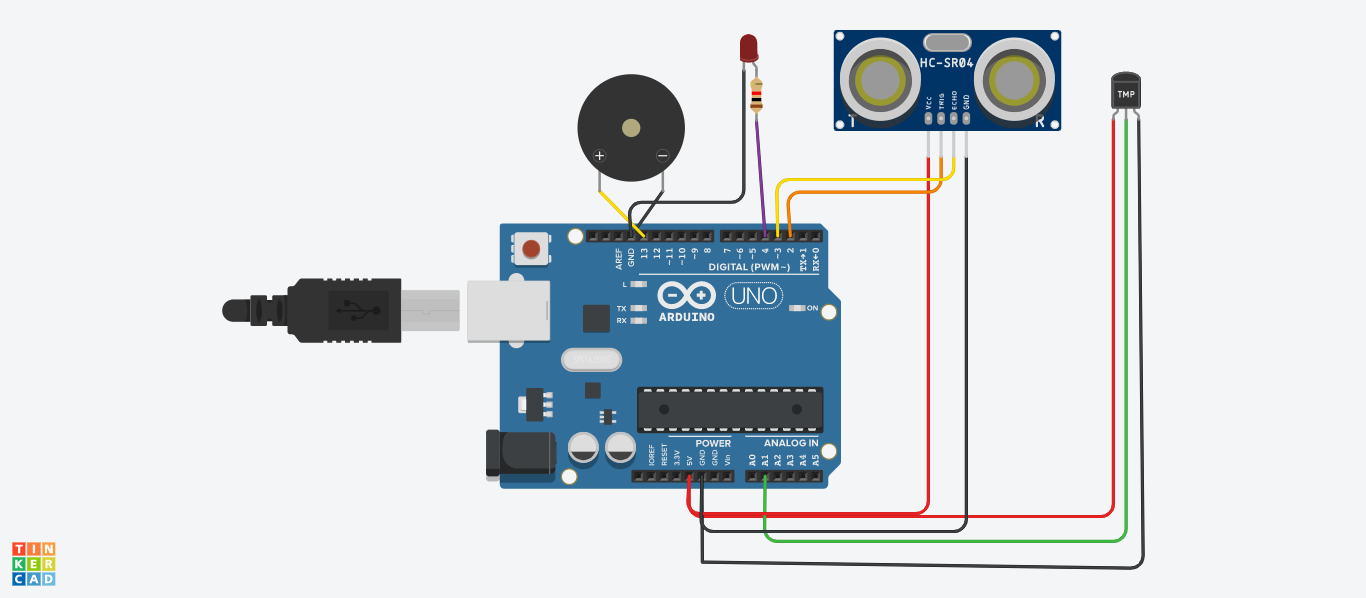 HC-SR04
VCC
TRIG
ECHO
GND
T
R
TMP
+
−
AREF
GND
13
12
~11
~10
~9
8
7
~6
~5
4
~3
2
TX→1
RX←0
DIGITAL (PWM~)
L
TX
RX
ARDUINO
UNO
ON
POWER
ANALOG IN
IOREF
RESET
3.3V
5V
GND
GND
Vin
A0
A1
A2
A3
A4
A5
TIN
KER
CAD